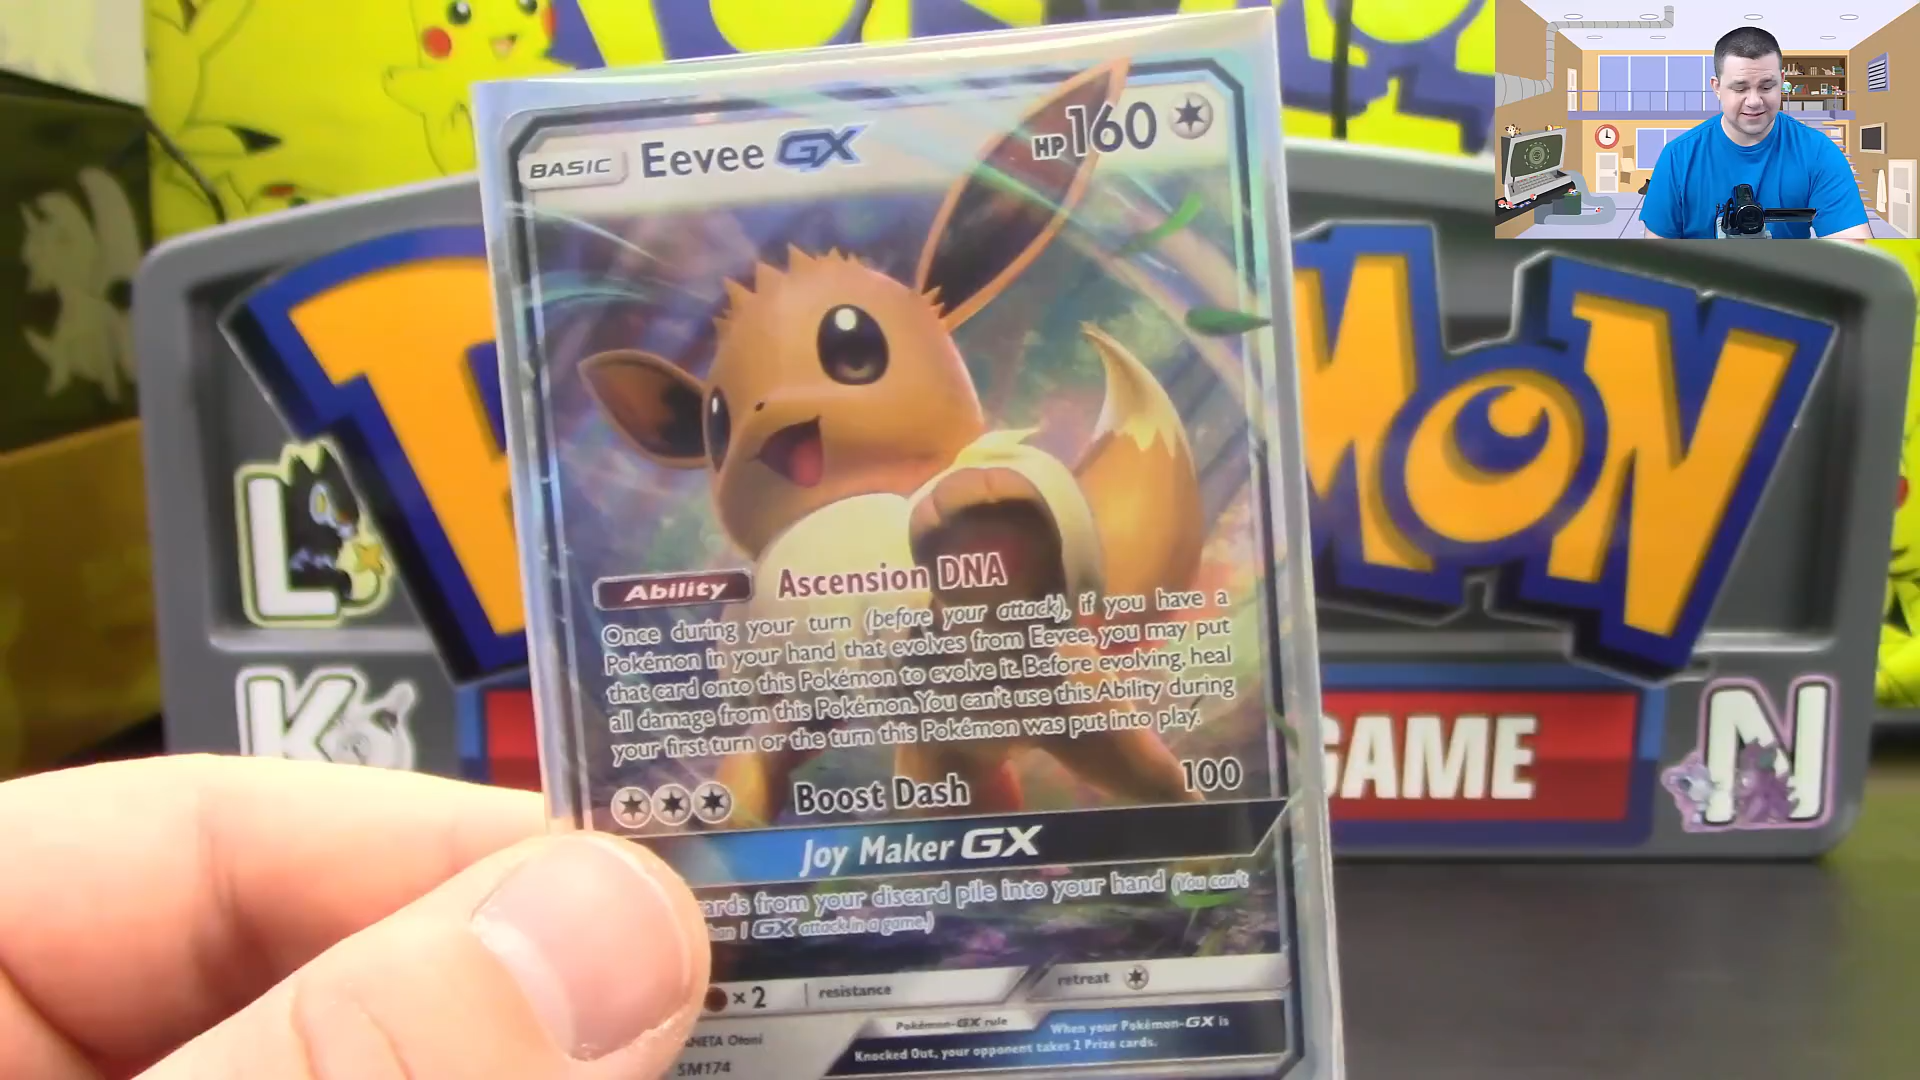 BASIC Eevee GX HP 160
Ability Ascension DNA
Once during your turn (before your attack), if you have a
Pokémon in your hand that evolves from Eevee, you may put
that card onto this Pokémon to evolve it. Before evolving, heal
all damage from this Pokémon. You can't use this Ability during
your first turn or the turn this Pokémon was put into play.
Boost Dash 100
Joy Maker GX
cards from your discard pile into your hand (You can't
than 1 GX attack in a game.)
×2 resistance retreat
Pokémon-GX rule When your Pokémon-GX is
Knocked Out, your opponent takes 2 Prize cards.
PLANETA Otani
SM174
L
K
GAME
N